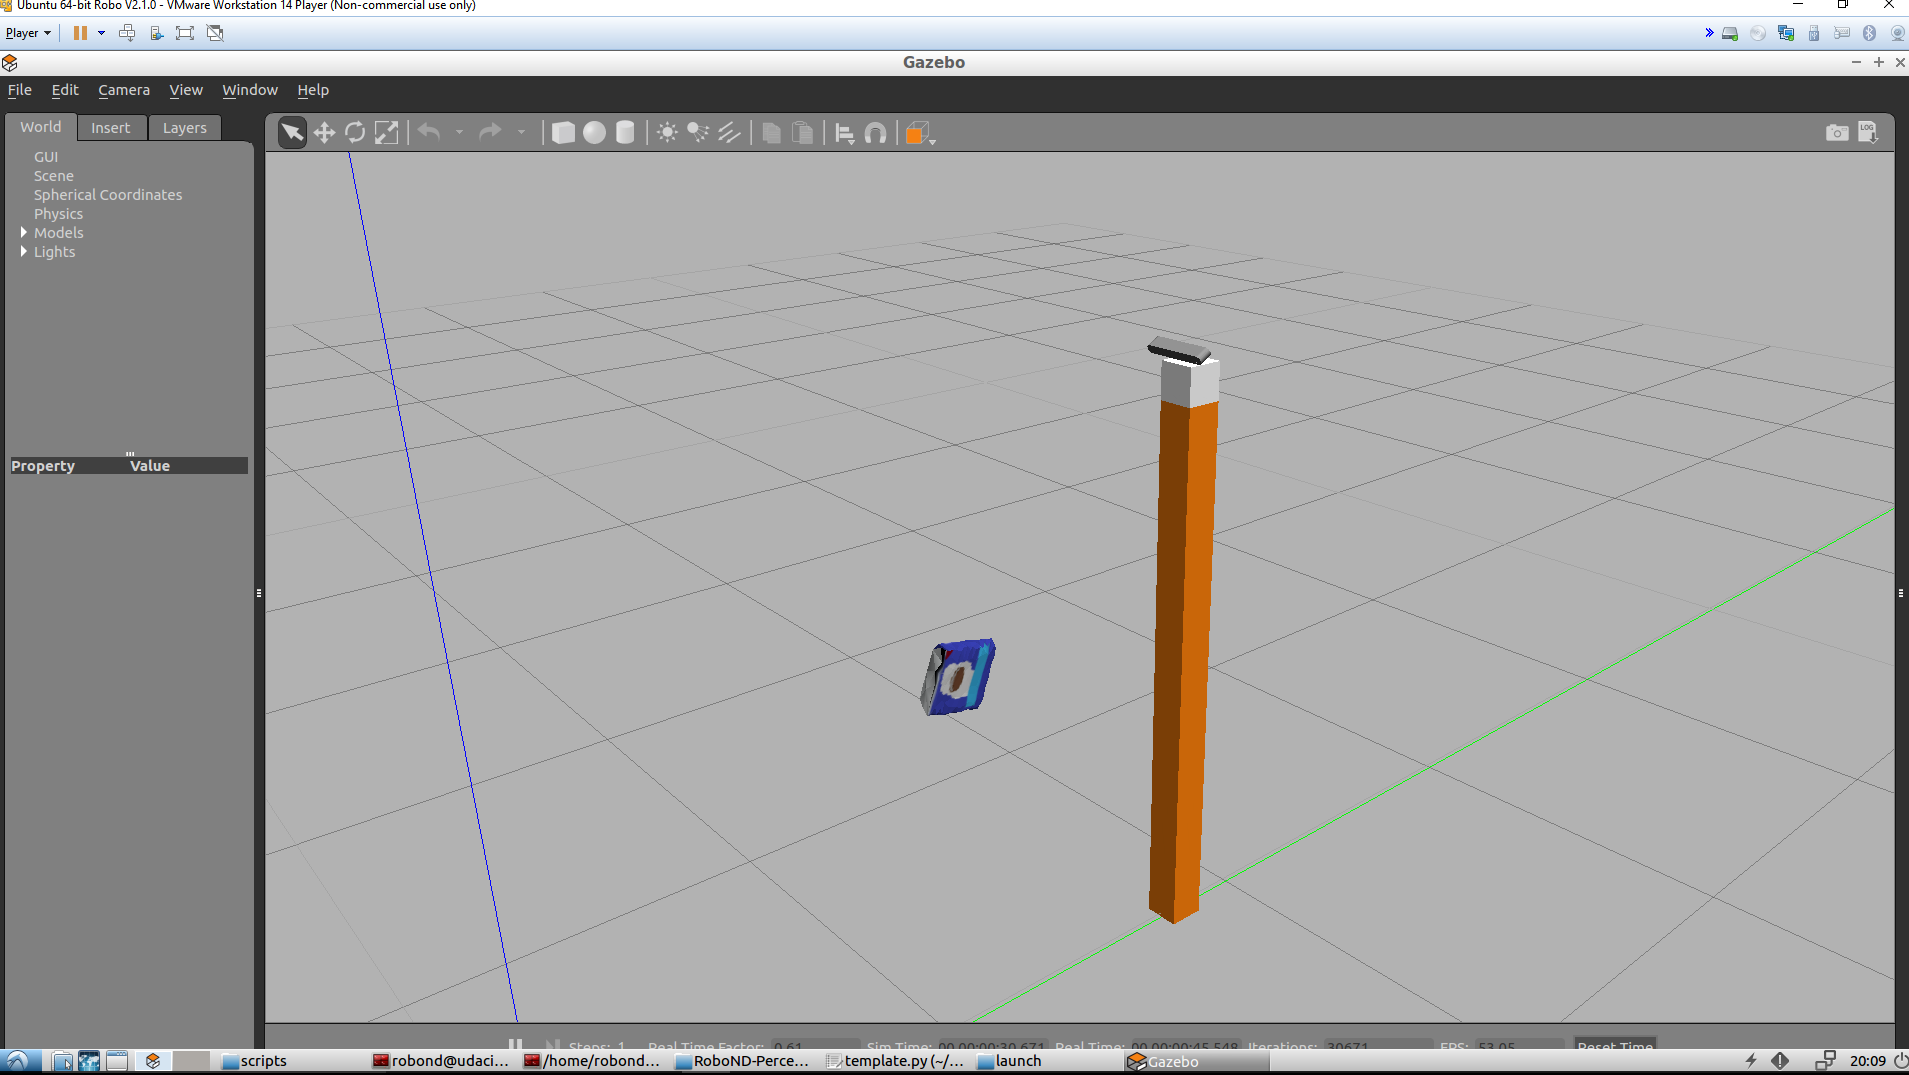 Ubuntu 64-bit Robo V2.1.0 - VMware Workstation 14 Player (Non-commercial use only)
Player
Gazebo
File Edit Camera View Window Help
World Insert Layers
LOG
GUI
Scene
Spherical Coordinates
Physics
Models
Lights
Property Value
Steps: 1 Real Time Factor: 0.61 Sim Time: 00 00:00:30.671 Real Time: 00 00:00:45.548 Iterations: 30671 FPS: 53.05 Reset Time
scripts robond@udaci... /home/robond... RoboND-Perce... template.py (~/... launch Gazebo 20:09